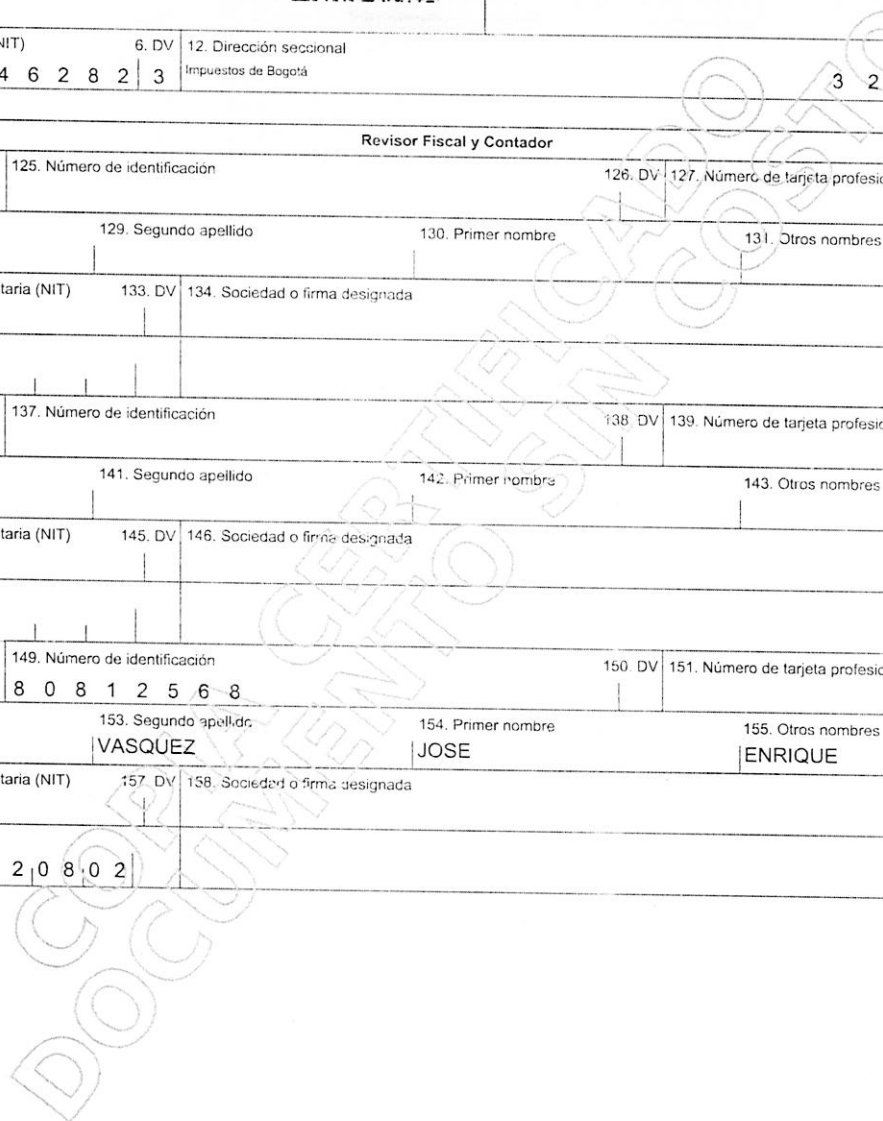 NIT) 6. DV 12. Dirección seccional
4 6 2 8 2 3 Impuestos de Bogotá 3 2
Revisor Fiscal y Contador
125. Número de identificación 126. DV 127. Número de tarjeta profesio
129. Segundo apellido 130. Primer nombre 131. Otros nombres
taria (NIT) 133. DV 134. Sociedad o firma designada
137. Número de identificación 138. DV 139. Número de tarjeta profesio
141. Segundo apellido 142. Primer nombre 143. Otros nombres
taria (NIT) 145. DV 146. Sociedad o firma designada
149. Número de identificación 150. DV 151. Número de tarjeta profesio
8 0 8 1 2 5 6 8
153. Segundo apellido 154. Primer nombre 155. Otros nombres
VASQUEZ JOSE ENRIQUE
taria (NIT) 157. DV 158. Sociedad o firma designada
2 0 8 0 2
COPIA CERTIFICADO
DOCUMENTO SIN COSTO